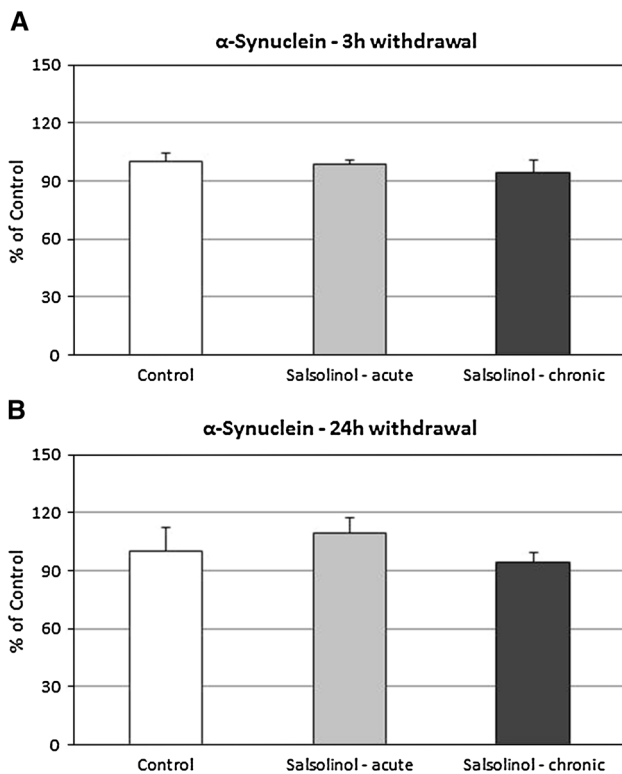 A
α-Synuclein - 3h withdrawal
% of Control
150
120
90
60
30
0
Control Salsolinol - acute Salsolinol - chronic
B
α-Synuclein - 24h withdrawal
% of Control
150
120
90
60
30
0
Control Salsolinol - acute Salsolinol - chronic